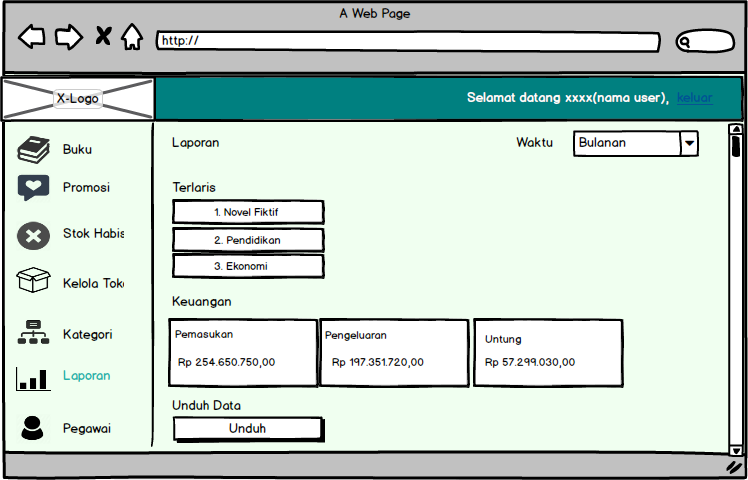 A Web Page
http://
X-Logo
Selamat datang xxxx(nama user), keluar
Buku
Promosi
Stok Habis
Kelola Toko
Kategori
Laporan
Pegawai
Laporan
Waktu
Bulanan
Terlaris
1. Novel Fiktif
2. Pendidikan
3. Ekonomi
Keuangan
Pemasukan
Rp 254.650.750,00
Pengeluaran
Rp 197.351.720,00
Untung
Rp 57.299.030,00
Unduh Data
Unduh